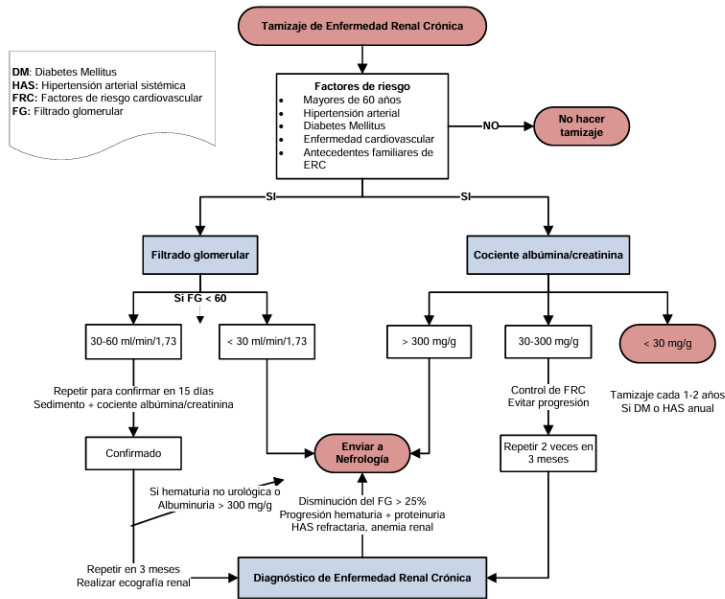 Tamizaje de Enfermedad Renal Crónica
DM: Diabetes Mellitus
HAS: Hipertensión arterial sistémica
FRC: Factores de riesgo cardiovascular
FG: Filtrado glomerular
Factores de riesgo
• Mayores de 60 años
• Hipertensión arterial
• Diabetes Mellitus
• Enfermedad cardiovascular
• Antecedentes familiares de
ERC
NO
No hacer
tamizaje
SI
SI
Filtrado glomerular
Cociente albúmina/creatinina
Si FG < 60
30-60 ml/min/1,73
< 30 ml/min/1,73
> 300 mg/g
30-300 mg/g
< 30 mg/g
Repetir para confirmar en 15 días
Sedimento + cociente albúmina/creatinina
Control de FRC
Evitar progresión
Tamizaje cada 1-2 años
Si DM o HAS anual
Confirmado
Enviar a
Nefrología
Repetir 2 veces en
3 meses
Si hematuria no urológica o
Albuminuria > 300 mg/g
Disminución del FG > 25%
Progresión hematuria + proteinuria
HAS refractaria, anemia renal
Repetir en 3 meses
Realizar ecografía renal
Diagnóstico de Enfermedad Renal Crónica